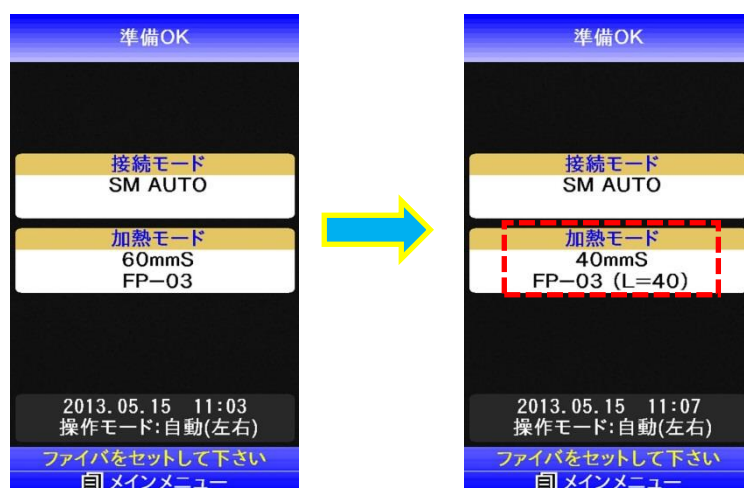 準備OK
接続モード
SM AUTO
加熱モード
60mmS
FP−03
2013.05.15 11:03
操作モード:自動(左右)
ファイバをセットして下さい
メインメニュー
準備OK
接続モード
SM AUTO
加熱モード
40mmS
FP−03 (L=40)
2013.05.15 11:07
操作モード:自動(左右)
ファイバをセットして下さい
メインメニュー